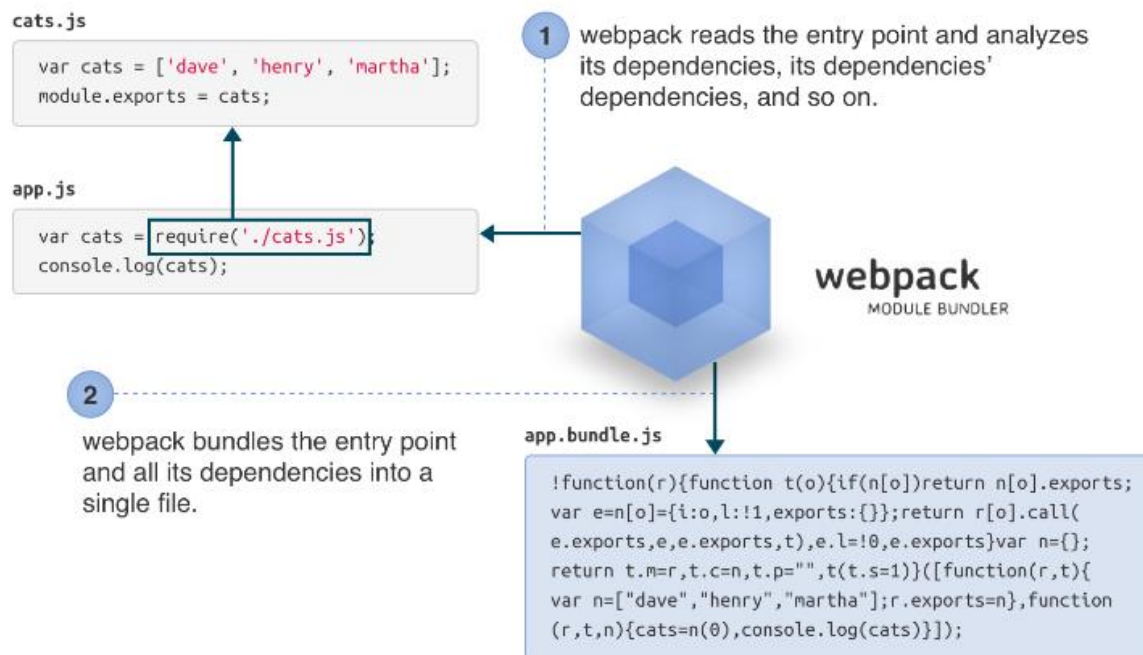 cats.js
var cats = ['dave', 'henry', 'martha'];
module.exports = cats;
1
webpack reads the entry point and analyzes
its dependencies, its dependencies’
dependencies, and so on.
app.js
var cats = require('./cats.js');
console.log(cats);
webpack
MODULE BUNDLER
2
webpack bundles the entry point
and all its dependencies into a
single file.
app.bundle.js
!function(r){function t(o){if(n[o])return n[o].exports;
var e=n[o]={i:o,l:!1,exports:{}};return r[o].call(
e.exports,e,e.exports,t),e.l=!0,e.exports}var n={};
return t.m=r,t.c=n,t.p="",t(t.s=1)}([function(r,t){
var n=["dave","henry","martha"];r.exports=n},function
(r,t,n){cats=n(0),console.log(cats)}]);